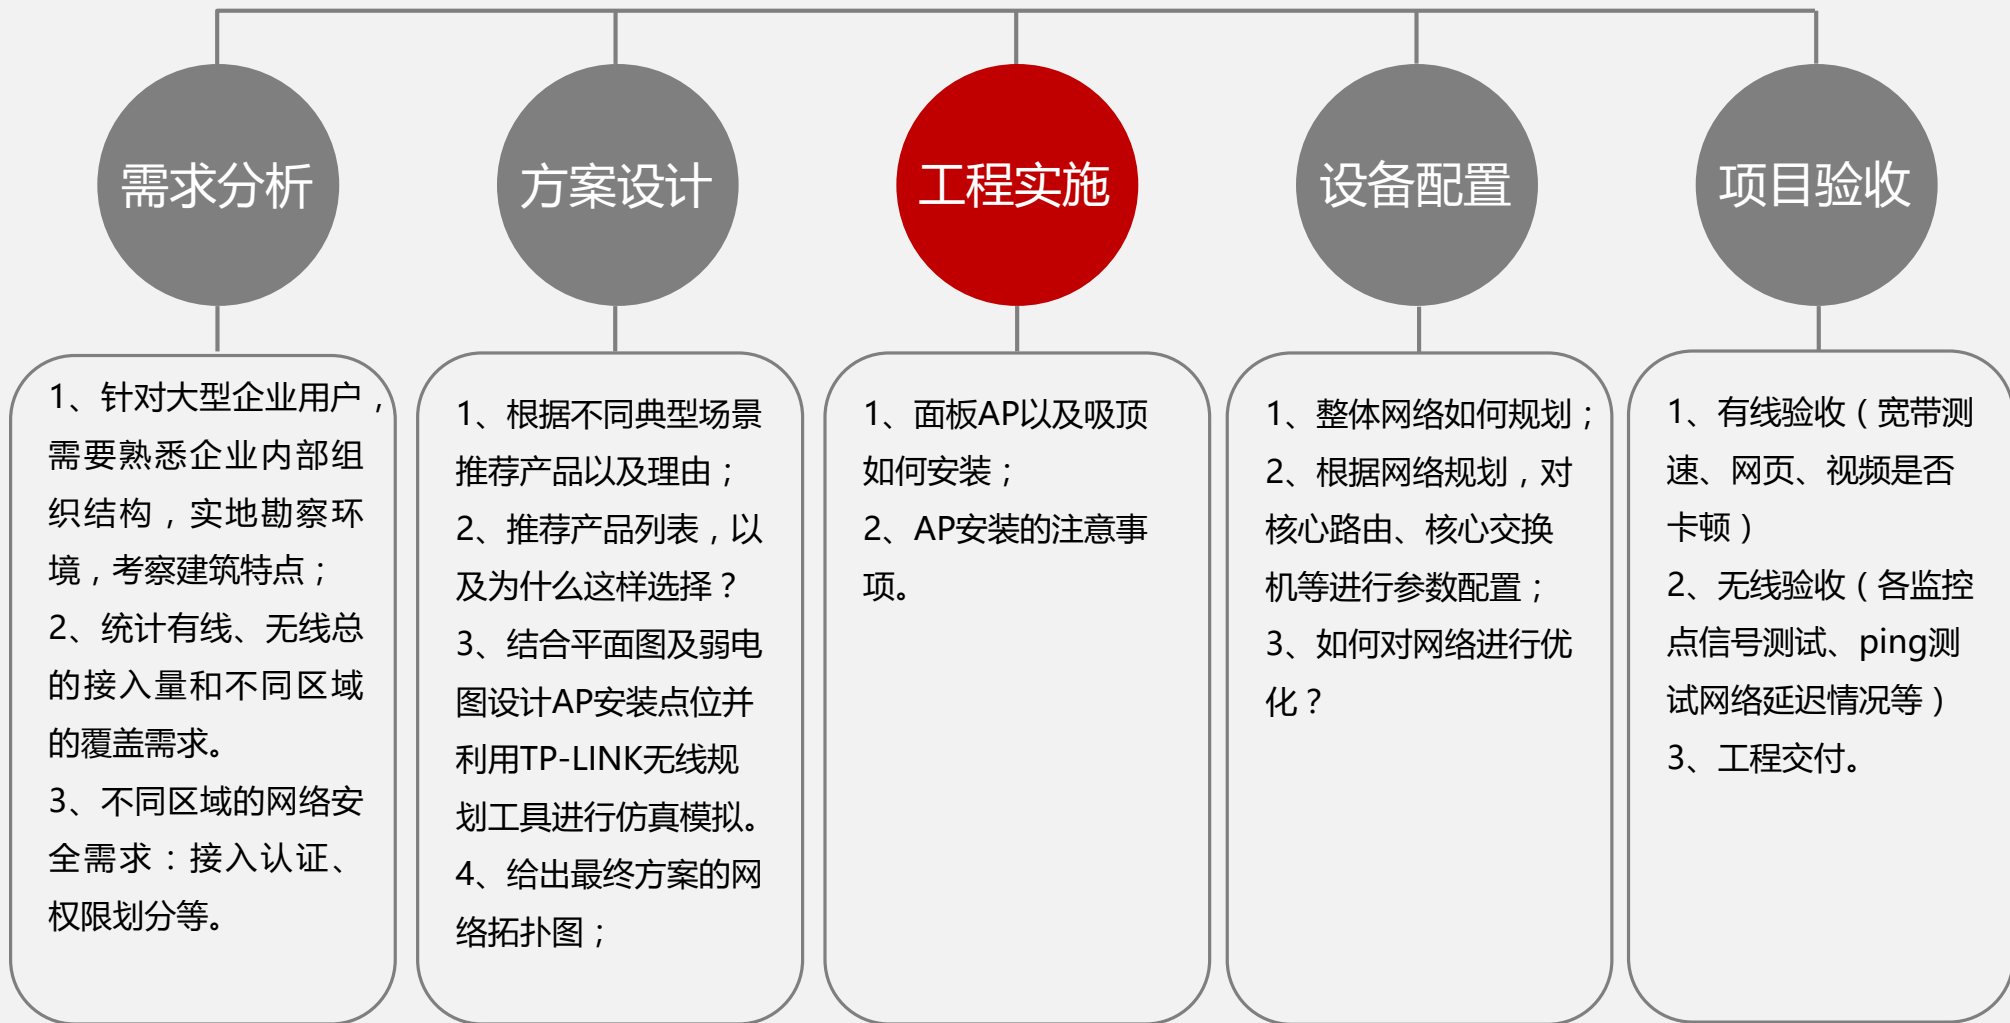 需求分析
方案设计
工程实施
设备配置
项目验收
1、针对大型企业用户，
需要熟悉企业内部组
织结构，实地勘察环
境，考察建筑特点；
2、统计有线、无线总
的接入量和不同区域
的覆盖需求。
3、不同区域的网络安
全需求：接入认证、
权限划分等。
1、根据不同典型场景
推荐产品以及理由；
2、推荐产品列表，以
及为什么这样选择？
3、结合平面图及弱电
图设计AP安装点位并
利用TP-LINK无线规
划工具进行仿真模拟。
4、给出最终方案的网
络拓扑图；
1、面板AP以及吸顶
如何安装；
2、AP安装的注意事
项。
1、整体网络如何规划；
2、根据网络规划，对
核心路由、核心交换
机等进行参数配置；
3、如何对网络进行优
化？
1、有线验收（宽带测
速、网页、视频是否
卡顿）
2、无线验收（各监控
点信号测试、ping测
试网络延迟情况等）
3、工程交付。